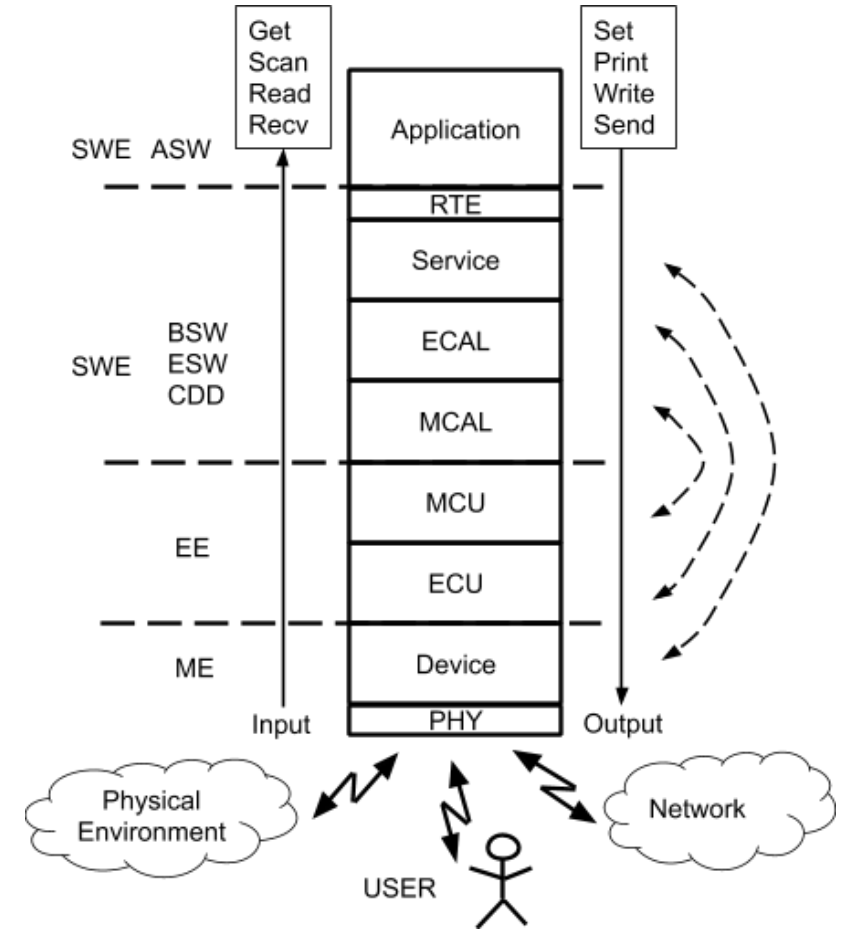 Get
Scan
Read
Recv
Set
Print
Write
Send
Application
SWE ASW
RTE
Service
BSW
ESW
CDD
SWE
ECAL
MCAL
MCU
EE
ECU
ME
Device
Input
PHY
Output
Physical
Environment
Network
USER